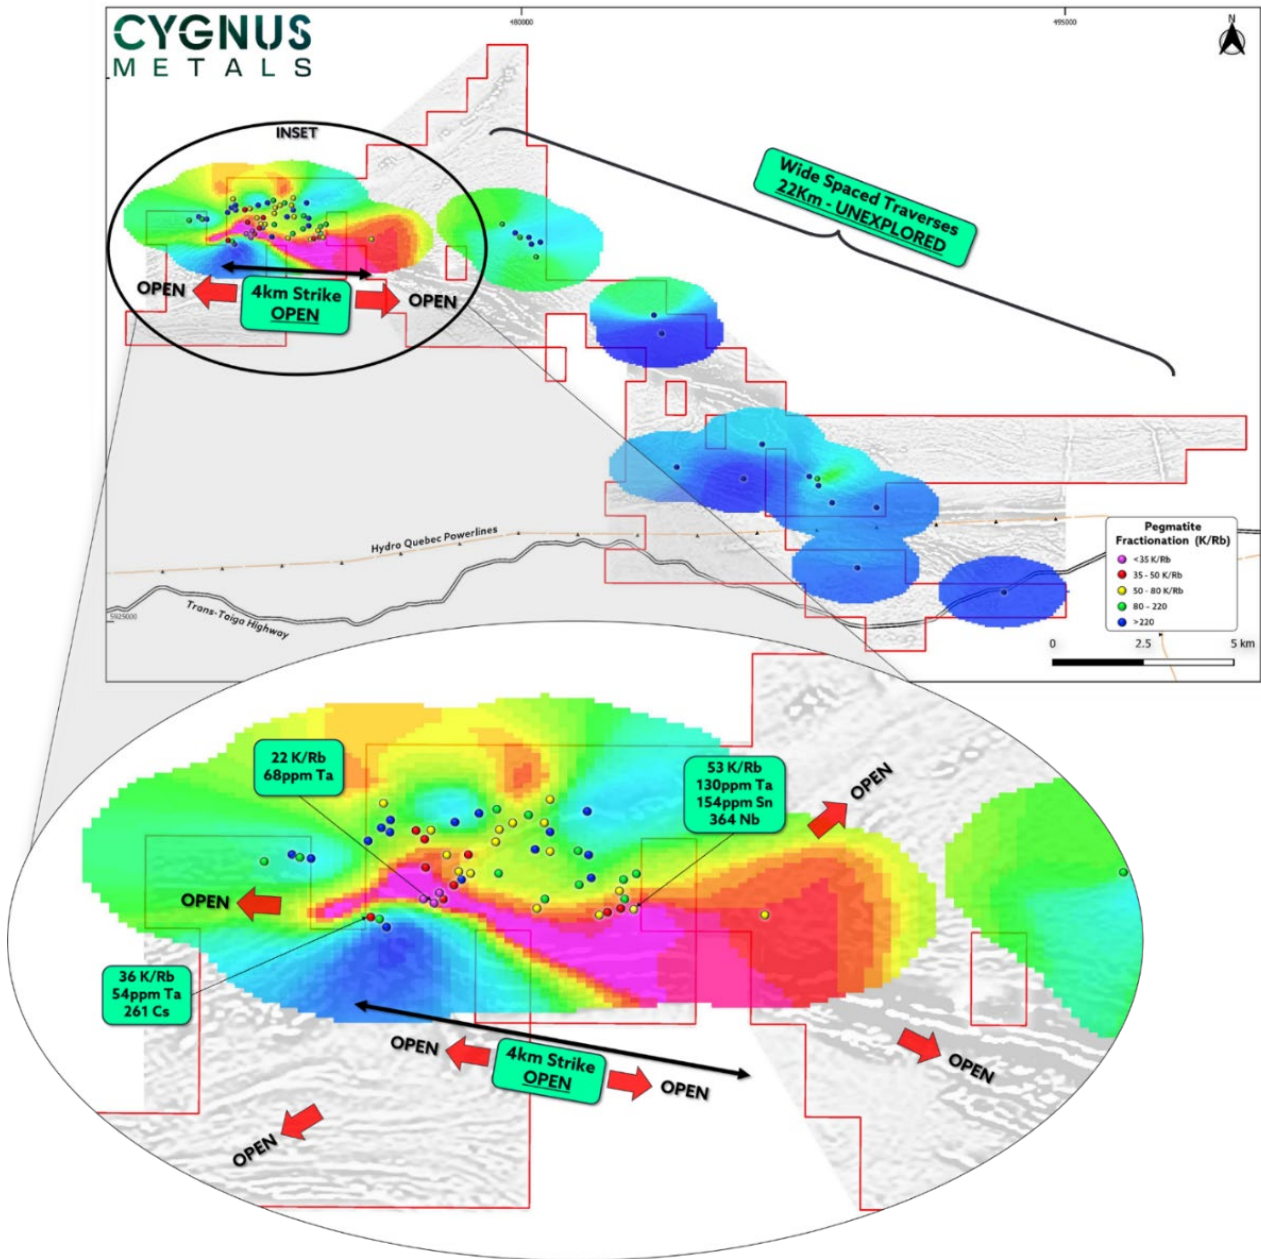 CYGNUS
METALS
480000
495000
N
INSET
Wide Spaced Traverses
22Km - UNEXPLORED
OPEN
4km Strike
OPEN
OPEN
Hydro Quebec Powerlines
Trans-Taiga Highway
5925000
Pegmatite
Fractionation (K/Rb)
<35 K/Rb
35 - 50 K/Rb
50 - 80 K/Rb
80 - 220
>220
0
2.5
5 km
22 K/Rb
68ppm Ta
53 K/Rb
130ppm Ta
154ppm Sn
364 Nb
OPEN
OPEN
36 K/Rb
54ppm Ta
261 Cs
OPEN
4km Strike
OPEN
OPEN
OPEN
OPEN